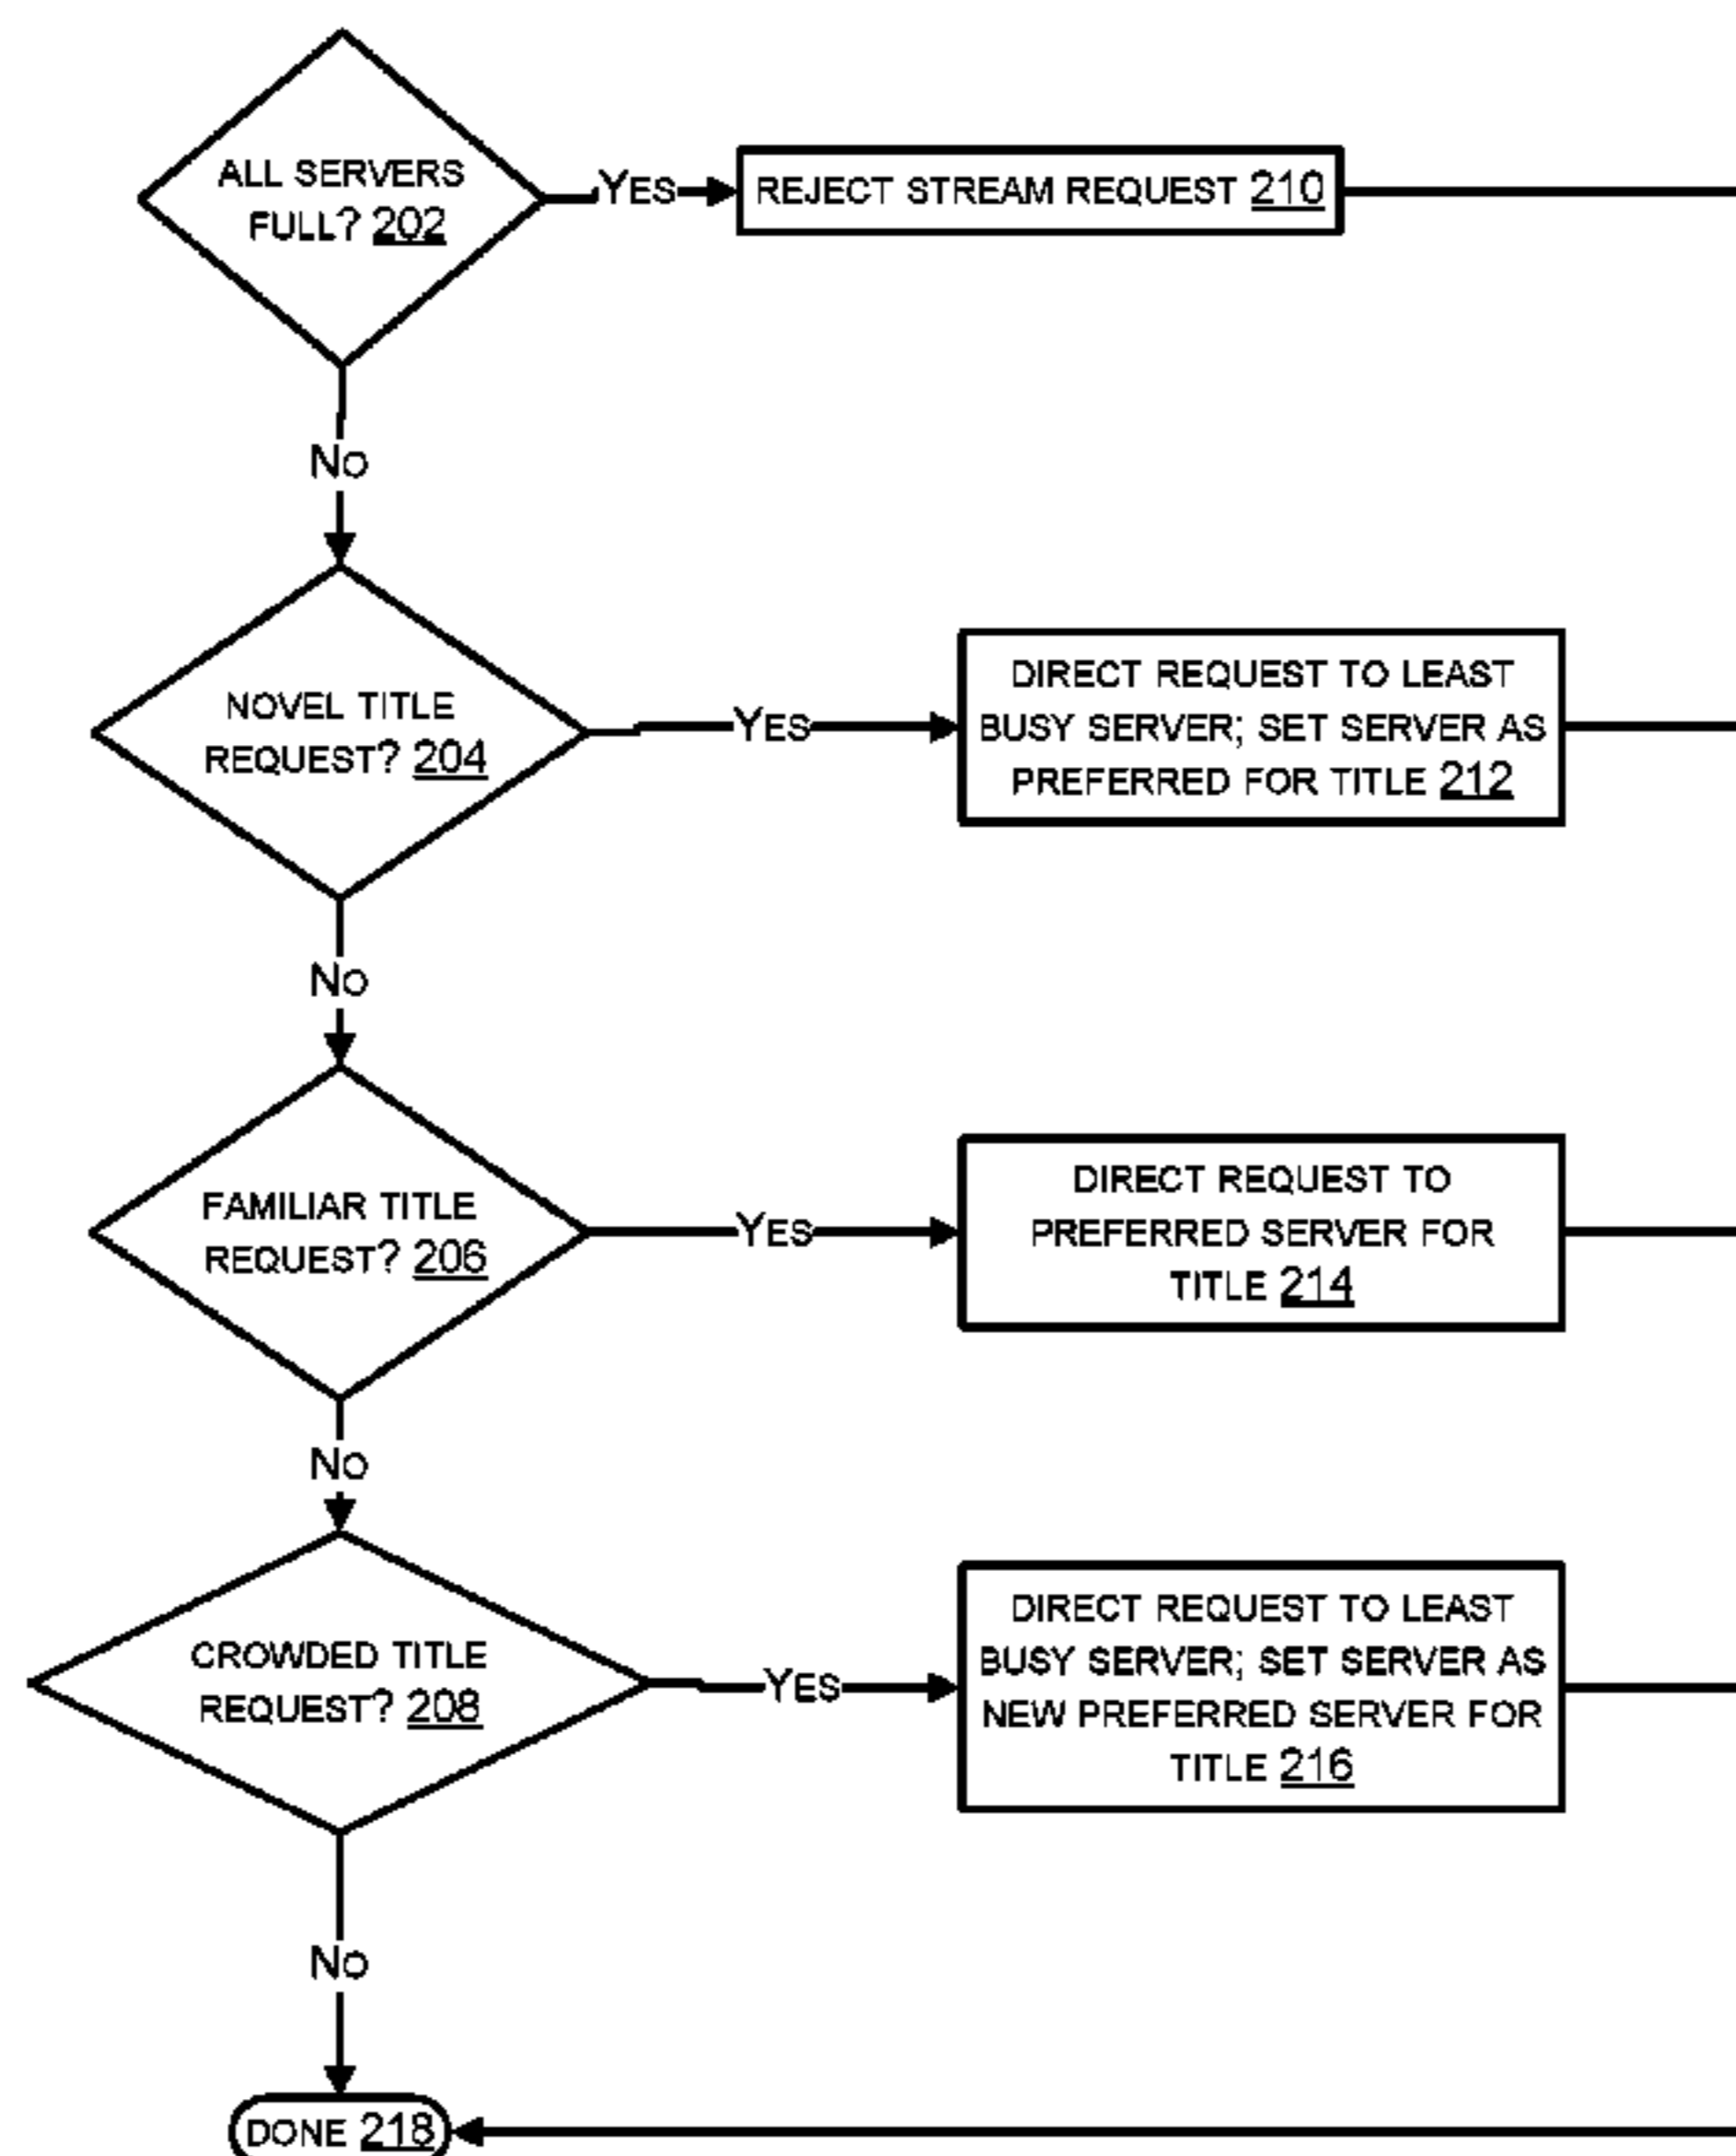 ALL SERVERS
FULL? 202
YES
REJECT STREAM REQUEST 210
NO
NOVEL TITLE
REQUEST? 204
YES
DIRECT REQUEST TO LEAST
BUSY SERVER; SET SERVER AS
PREFERRED FOR TITLE 212
NO
FAMILIAR TITLE
REQUEST? 206
YES
DIRECT REQUEST TO
PREFERRED SERVER FOR
TITLE 214
NO
CROWDED TITLE
REQUEST? 208
YES
DIRECT REQUEST TO LEAST
BUSY SERVER; SET SERVER AS
NEW PREFERRED SERVER FOR
TITLE 216
NO
DONE 218